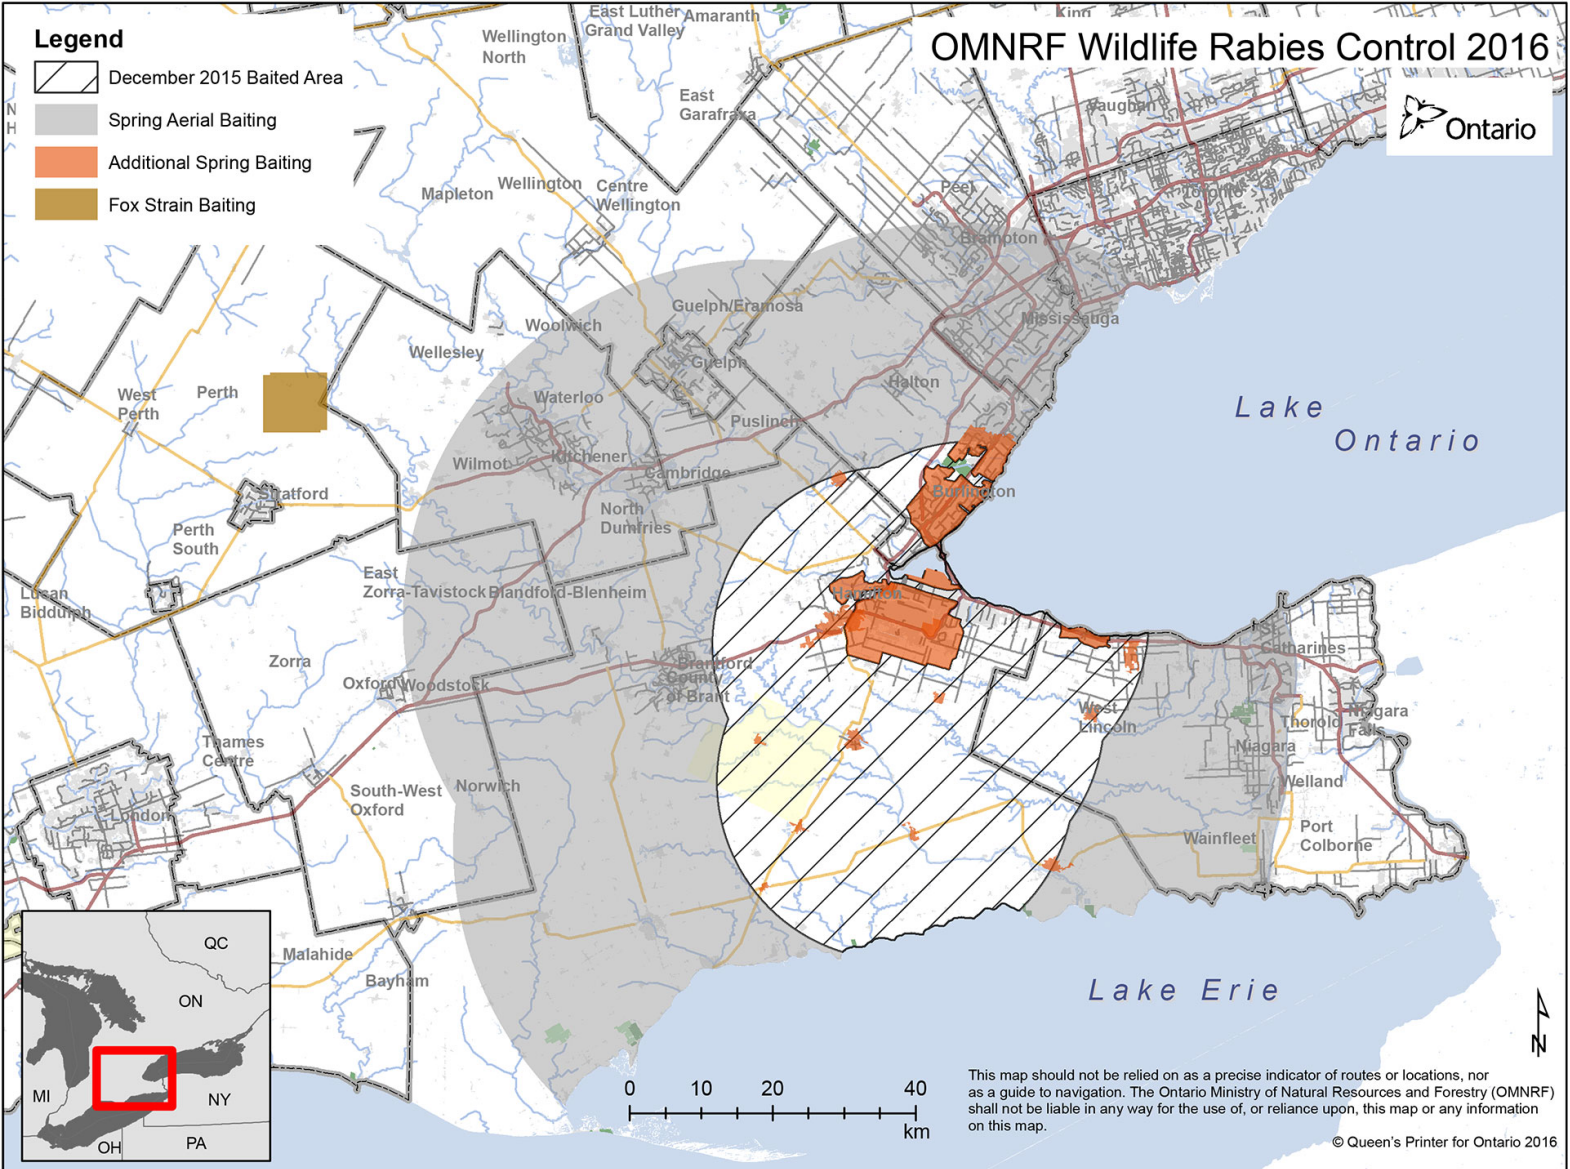 OMNRF Wildlife Rabies Control 2016
Ontario
Legend
December 2015 Baited Area
Spring Aerial Baiting
Additional Spring Baiting
Fox Strain Baiting
East Luther
Grand Valley
Amaranth
King
Wellington
North
East
Garafraxa
Vaughan
N
H
Mapleton
Wellington
Centre
Wellington
Peel
Toronto
Brampton
Guelph/Eramosa
Mississauga
Woolwich
Wellesley
Guelph
Halton
West
Perth
Perth
Waterloo
Puslinch
Lake
Ontario
Wilmot
Kitchener
Cambridge
Stratford
Burlington
North
Dumfries
Perth
South
East
Zorra-Tavistock
Blandford-Blenheim
Lucan
Biddulph
Hamilton
Zorra
Brantford
County
of Brant
Catharines
Oxford
Woodstock
West
Lincoln
Thorold
Niagara
Falls
Thames
Centre
Niagara
Welland
South-West
Oxford
Norwich
London
Wainfleet
Port
Colborne
Malahide
Bayham
Lake Erie
QC
ON
MI
NY
OH
PA
0 10 20 40
km
N
This map should not be relied on as a precise indicator of routes or locations, nor
as a guide to navigation. The Ontario Ministry of Natural Resources and Forestry (OMNRF)
shall not be liable in any way for the use of, or reliance upon, this map or any information
on this map.
© Queen's Printer for Ontario 2016